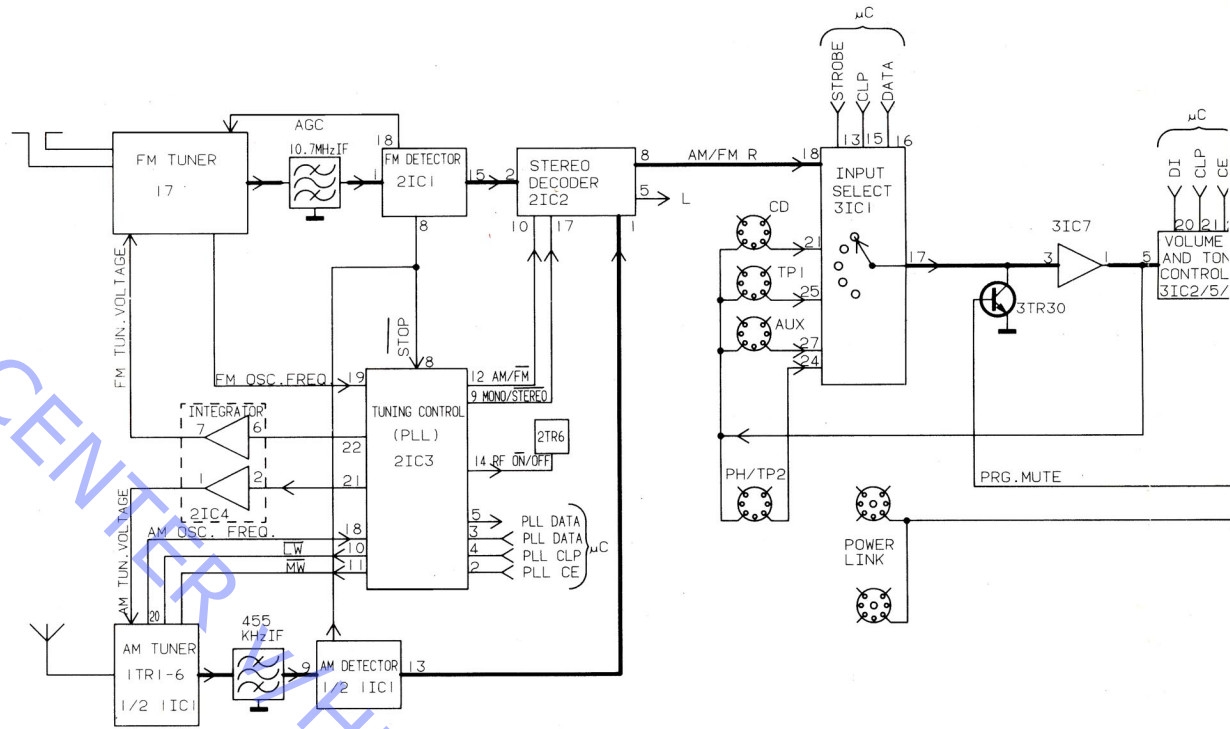 µC
STROBE
CLP
DATA
13
15
16
µC
DI
CLP
CE
20
21
AGC
18
FM TUNER
17
10.7MHzIF
1
FM DETECTOR
2IC1
15
8
2
STEREO
DECODER
2IC2
8
5
L
10
17
1
AM/FM R
18
INPUT
SELECT
3IC1
CD
21
TP1
25
AUX
27
24
17
3IC7
3
1
5
3TR30
VOLUME
AND TON
CONTROL
3IC2/5/
FM TUN.VOLTAGE
STOP
8
FM OSC.FREQ.
19
12 AM/FM
9 MONO/STEREO
TUNING CONTROL
(PLL)
2IC3
INTEGRATOR
7
6
22
1
2
21
2IC4
2TR6
14 RF ON/OFF
PH/TP2
PRG.MUTE
POWER
LINK
AM TUN.VOLTAGE
AM OSC. FREQ.
18
LW
10
MW
11
5
PLL DATA
3
PLL DATA
4
PLL CLP
2
PLL CE
µC
20
AM TUNER
1TR1-6
1/2 1IC1
455
KHzIF
9
AM DETECTOR
1/2 1IC1
13
CENTER